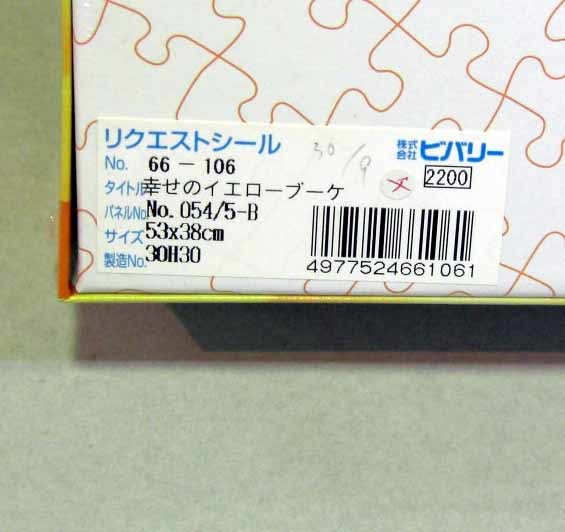 リクエストシール
株式会社 ビバリー
No. 66-106
2200
タイトル 幸せのイエローブーケ
パネルNo. No.054/5-B
サイズ 53x38cm
製造No. 30H30
4977524661061
30/9